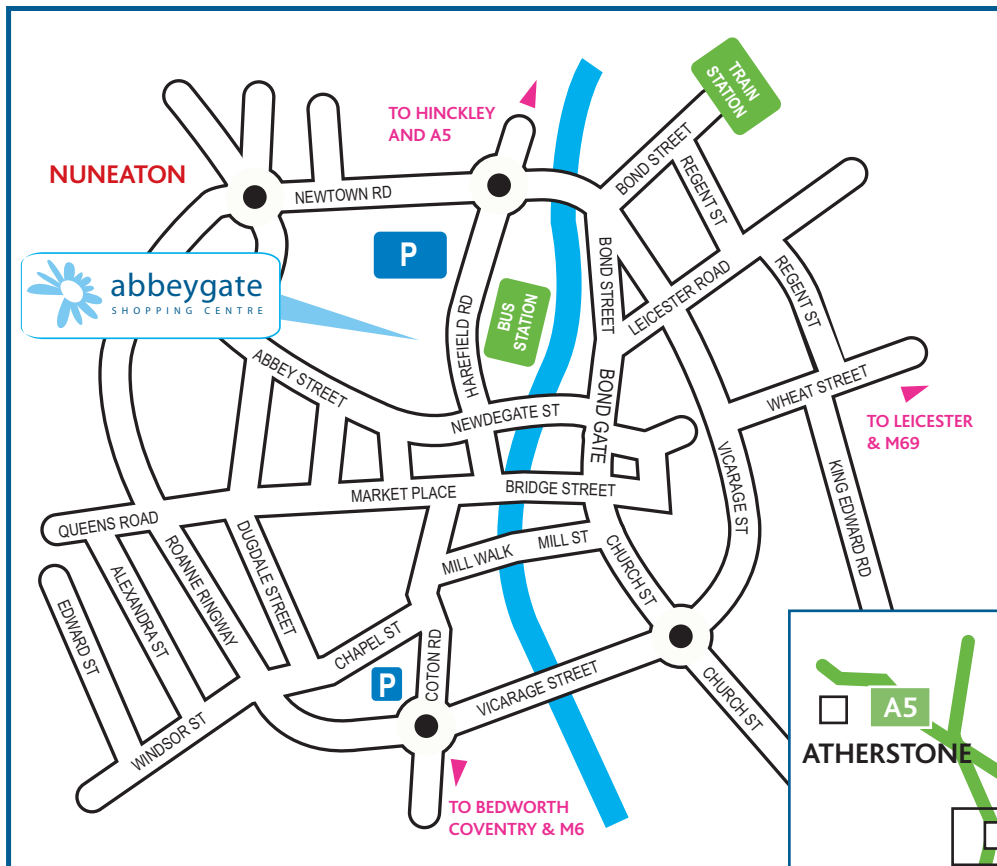 TRAIN
STATION
TO HINCKLEY
AND A5
BOND STREET
NUNEATON
NEWTOWN RD
REGENT ST
P
BOND STREET
LEICESTER ROAD
REGENT ST
abbeygate
SHOPPING CENTRE
HAREFIELD RD
BUS
STATION
ABBEY STREET
BOND GATE
WHEAT STREET
NEWDEGATE ST
TO LEICESTER
& M69
VICARAGE ST
KING EDWARD RD
MARKET PLACE
BRIDGE STREET
QUEENS ROAD
DUGDALE STREET
ROANNE RINGWAY
ALEXANDRA ST
EDWARD ST
MILL WALK
MILL ST
CHURCH ST
CHAPEL ST
COTON RD
P
VICARAGE STREET
CHURCH ST
WINDSOR ST
A5
ATHERSTONE
TO BEDWORTH
COVENTRY & M6